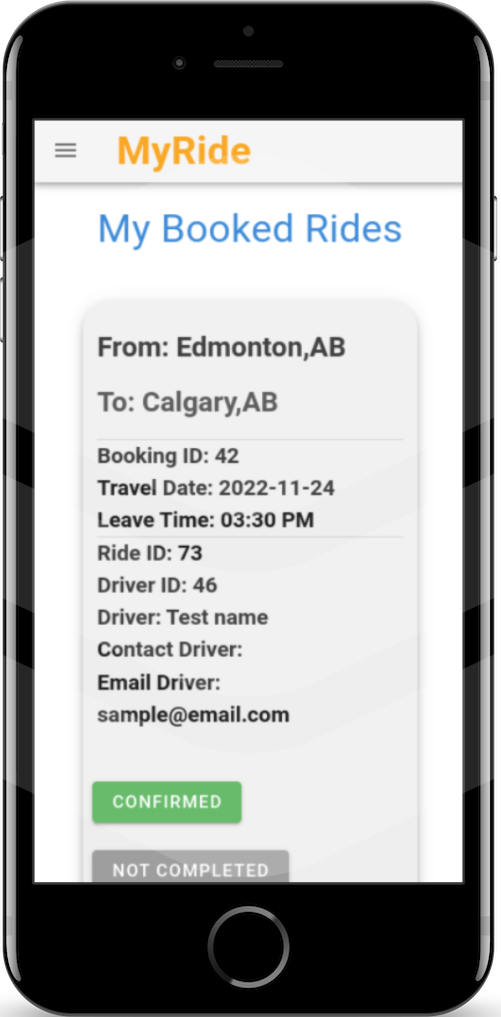 MyRide
My Booked Rides
From: Edmonton,AB
To: Calgary,AB
Booking ID: 42
Travel Date: 2022-11-24
Leave Time: 03:30 PM
Ride ID: 73
Driver ID: 46
Driver: Test name
Contact Driver:
Email Driver:
sample@email.com
CONFIRMED
NOT COMPLETED